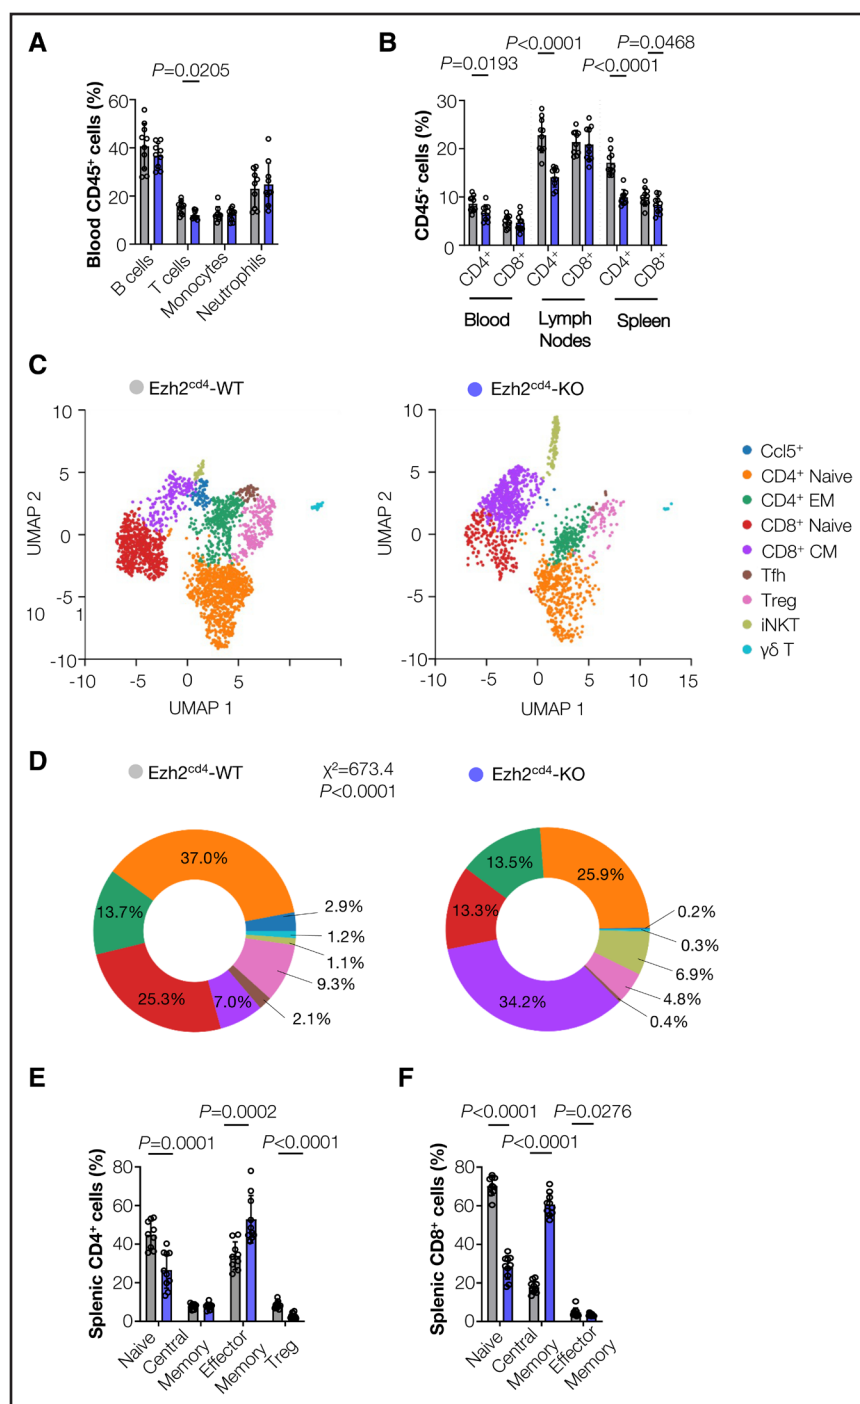 A
P=0.0205
Blood CD45⁺ cells (%)
60
40
20
0
B cells
T cells
Monocytes
Neutrophils
B
P<0.0001
P=0.0468
P=0.0193
P<0.0001
CD45⁺ cells (%)
30
20
10
0
CD4⁺
CD8⁺
CD4⁺
CD8⁺
CD4⁺
CD8⁺
Blood
Lymph
Nodes
Spleen
C
Ezh2ᶜᵈ⁴-WT
Ezh2ᶜᵈ⁴-KO
UMAP 2
10
5
0
-5
-10
10
1
-10
-5
0
5
UMAP 1
UMAP 2
10
5
0
-5
-10
-10
-5
0
5
10
15
UMAP 1
Ccl5⁺
CD4⁺ Naive
CD4⁺ EM
CD8⁺ Naive
CD8⁺ CM
Tfh
Treg
iNKT
γδ T
D
Ezh2ᶜᵈ⁴-WT
χ²=673.4
P<0.0001
Ezh2ᶜᵈ⁴-KO
37.0%
2.9%
1.2%
1.1%
9.3%
2.1%
7.0%
25.3%
13.7%
25.9%
0.2%
0.3%
6.9%
4.8%
0.4%
34.2%
13.3%
13.5%
E
P=0.0002
P=0.0001
P<0.0001
Splenic CD4⁺ cells (%)
80
60
40
20
0
Naive
Central
Memory
Effector
Memory
Treg
F
P<0.0001
P=0.0276
P<0.0001
Splenic CD8⁺ cells (%)
80
60
40
20
0
Naive
Central
Memory
Effector
Memory